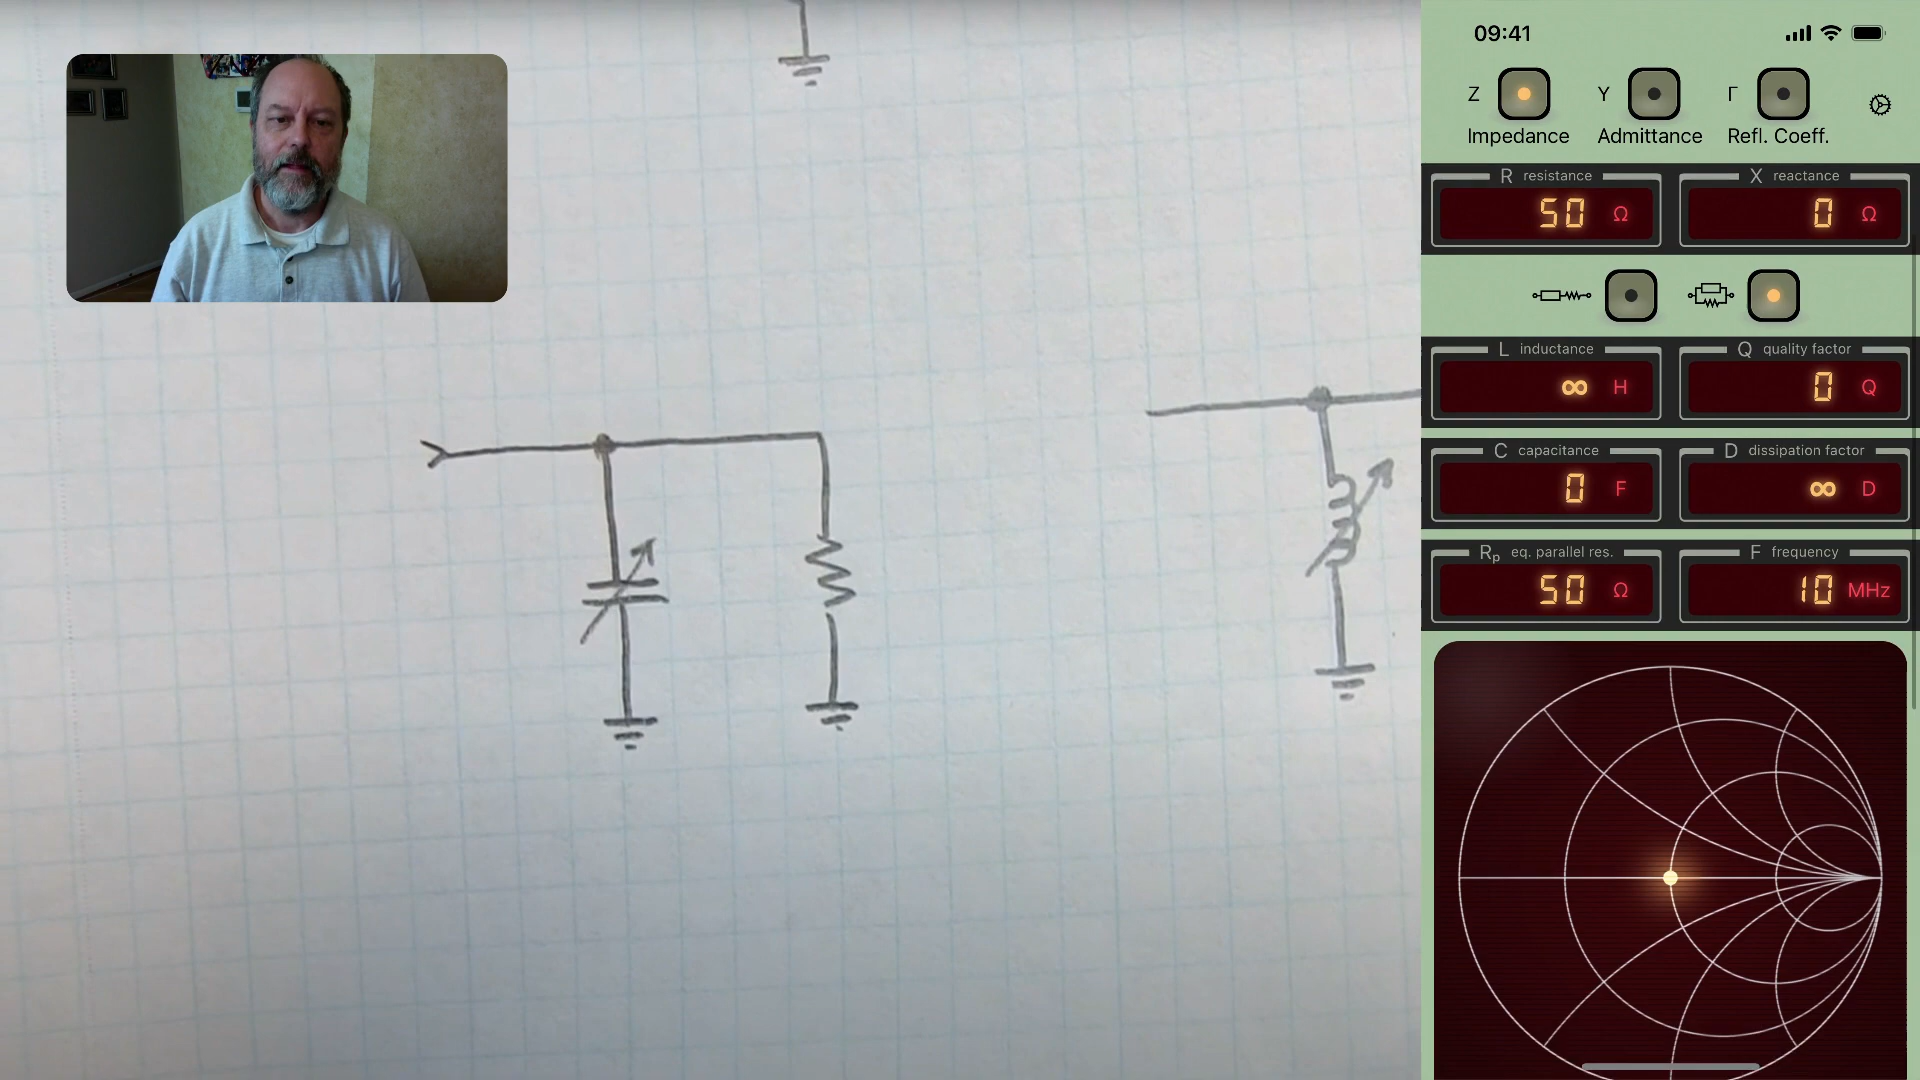 09:41
Z Y Γ
Impedance Admittance Refl. Coeff.
R resistance X reactance
50 Ω 0 Ω
L inductance Q quality factor
∞ H 0 Q
C capacitance D dissipation factor
0 F ∞ D
Rp eq. parallel res. F frequency
50 Ω 10 MHz